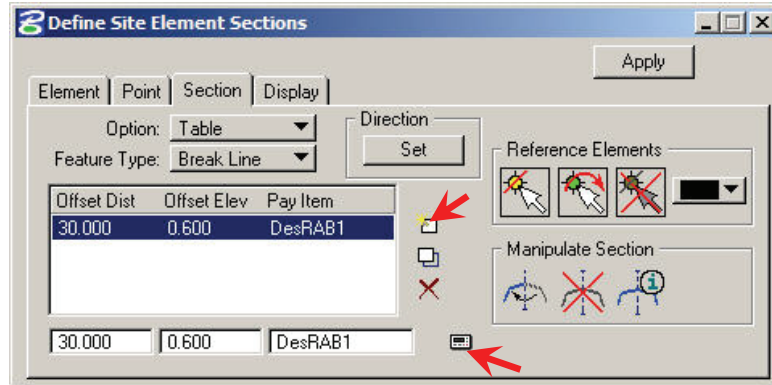 Define Site Element Sections
Apply
Element Point Section Display
Option: Table
Direction
Feature Type: Break Line
Set
Reference Elements
Offset Dist Offset Elev Pay Item
30.000 0.600 DesRAB1
Manipulate Section
30.000 0.600 DesRAB1